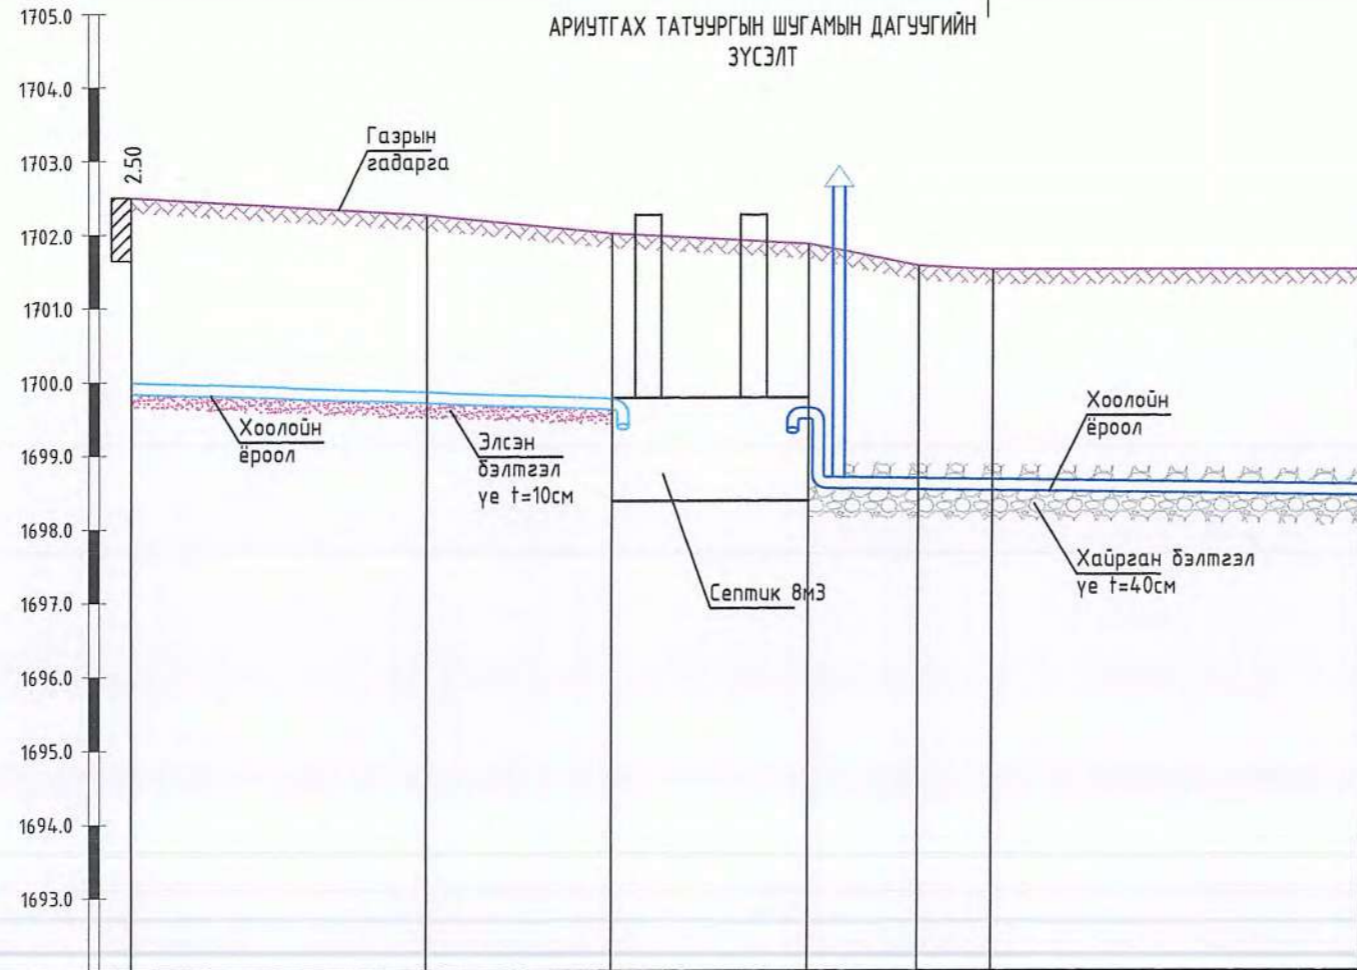 АРИУТГАХ ТАТУУРГЫН ШУГАМЫН ДАГУУГИЙН
ЗҮСЭЛТ
1705.0
1704.0
1703.0
1702.0
1701.0
1700.0
1699.0
1698.0
1697.0
1696.0
1695.0
1694.0
1693.0
2.50
Газрын
гадарга
Хоолойн
ёроол
Элсэн
бэлтгэл
үе t=10см
Септик 8м3
Хоолойн
ёроол
Хайрган бэлтгэл
үе t=40см